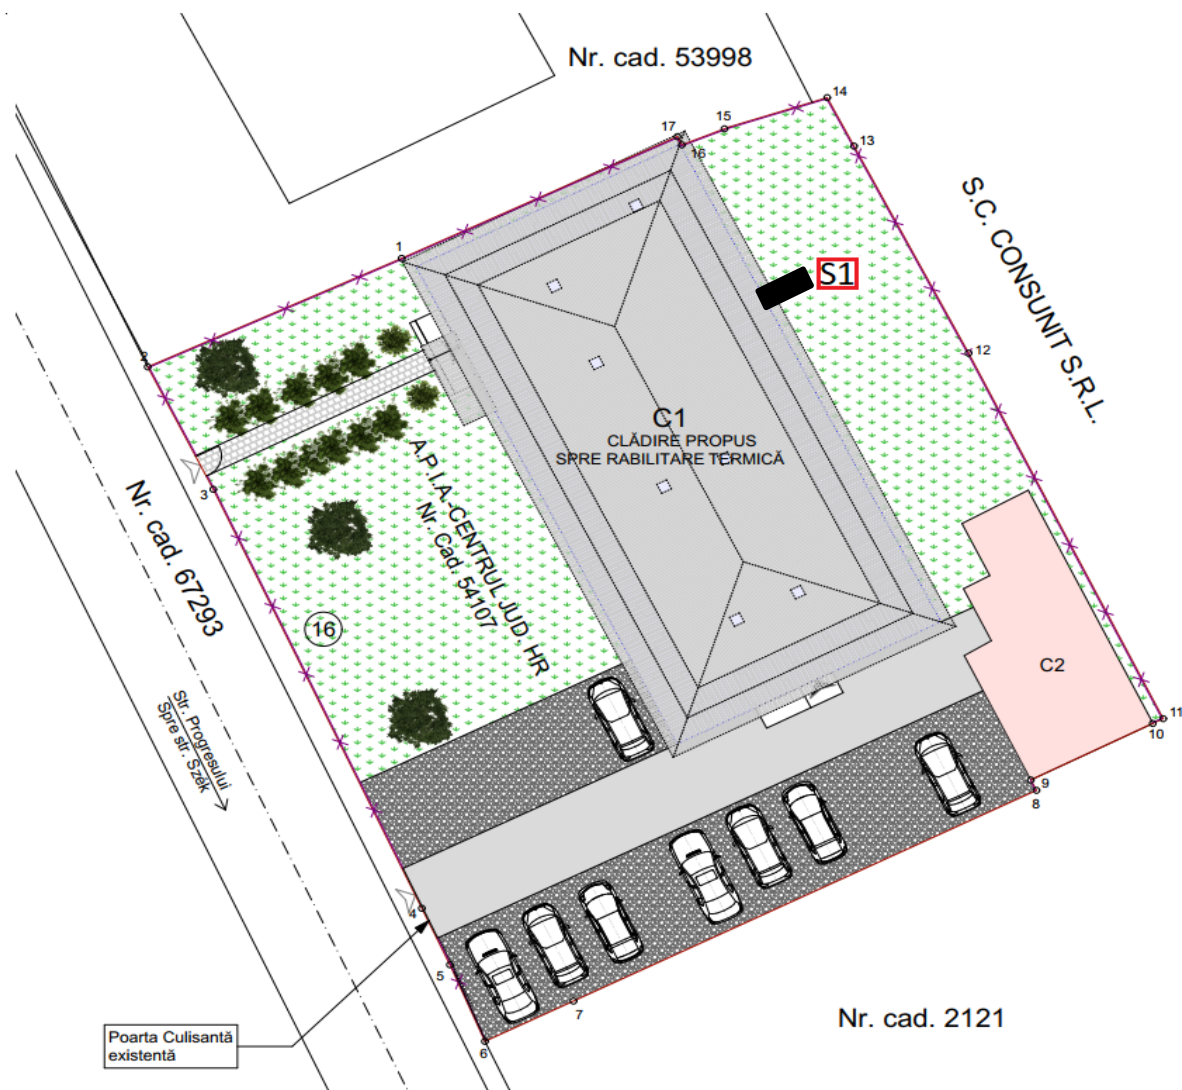 Nr. cad. 53998
14
15
17
13
16
S.C. CONSUNIT S.R.L.
1
S1
12
2
C1
CLĂDIRE PROPUS
SPRE RABILITARE TERMICĂ
A.P.I.A.-CENTRUL JUD. HR
Nr. Cad. 54107
3
Nr. cad. 67293
16
C2
Str. Progresului
Spre str. Szék
11
10
9
8
4
5
7
6
Poarta Culisantă
existentă
Nr. cad. 2121